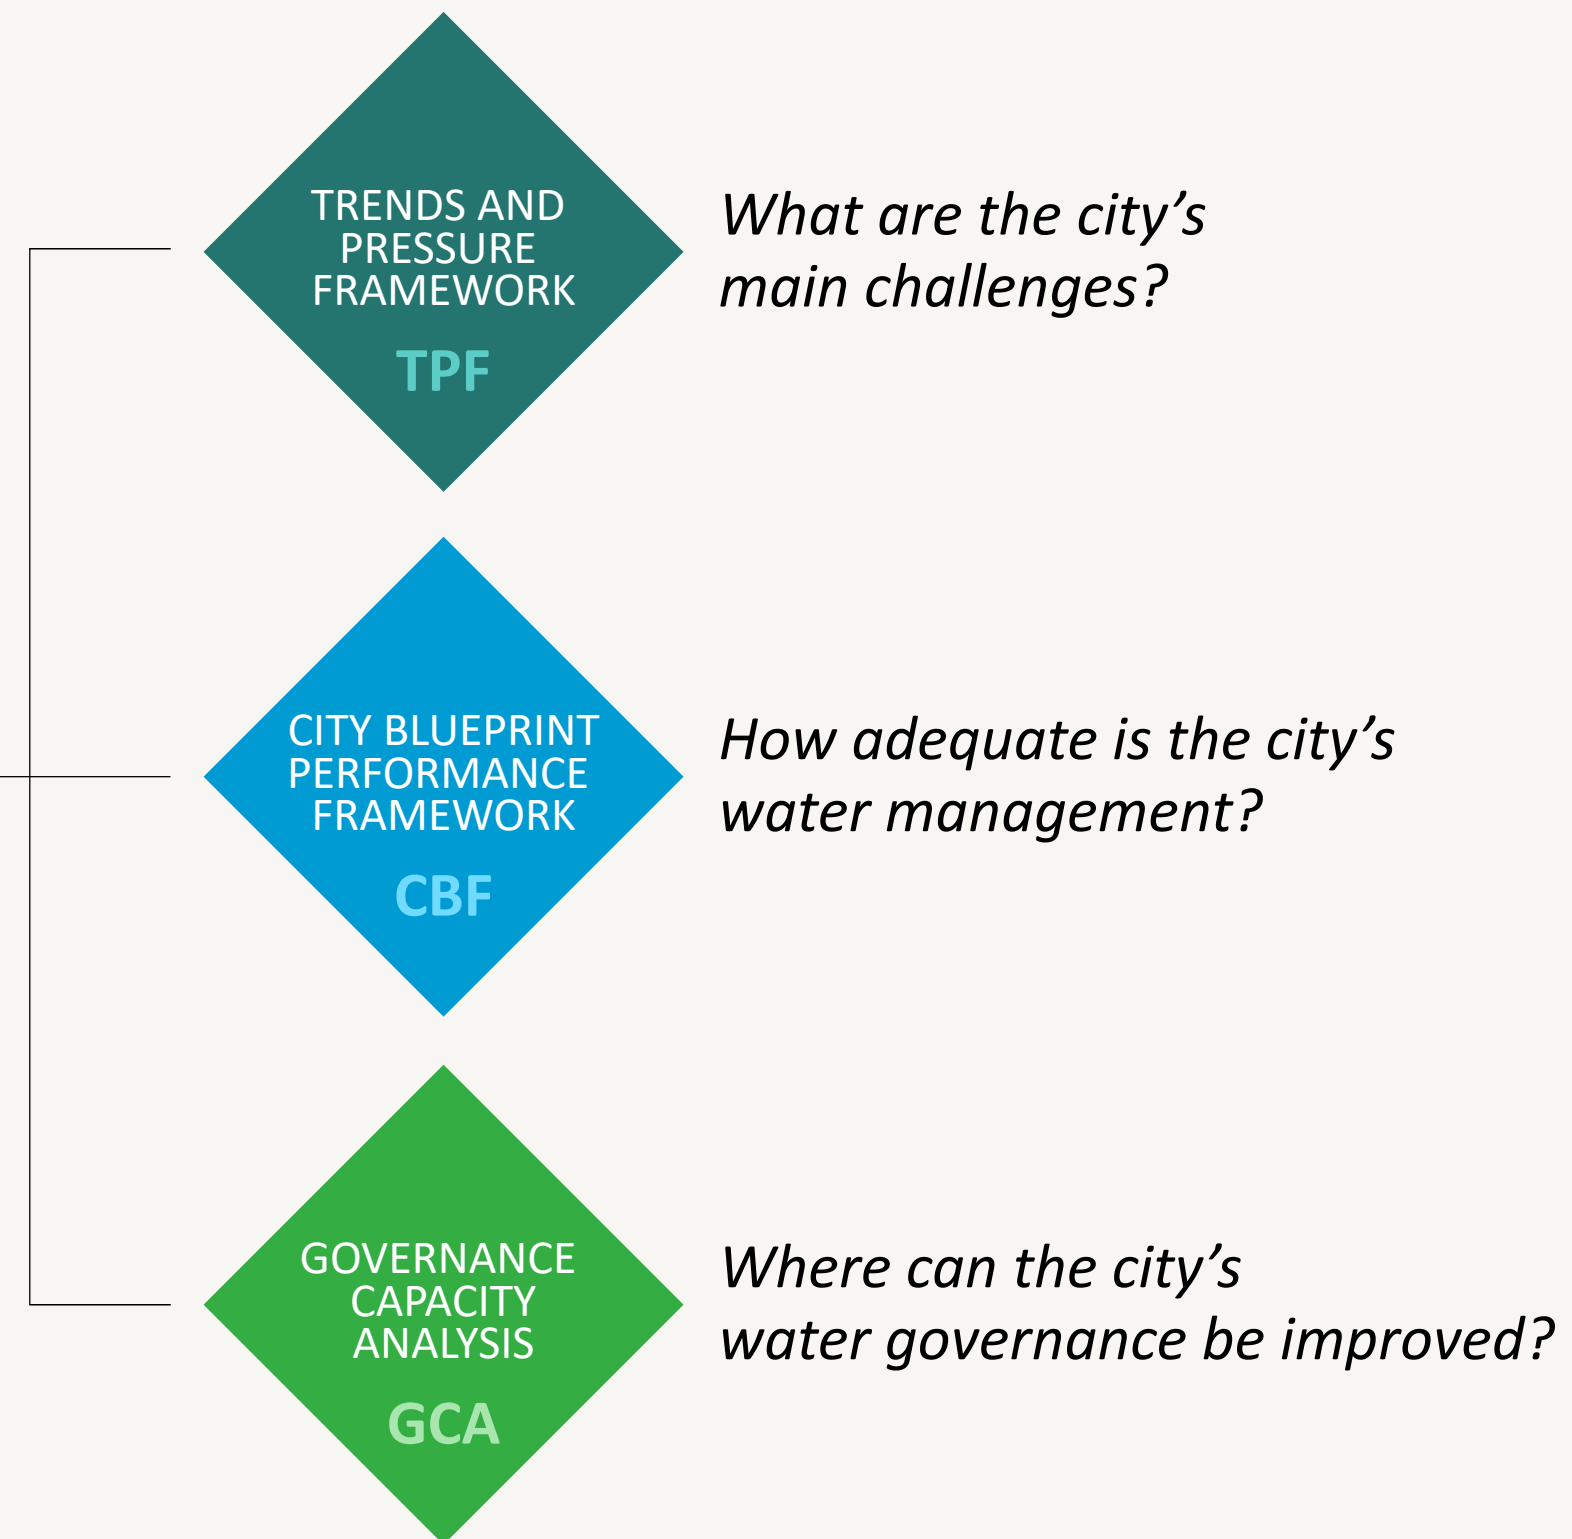 TRENDS AND
PRESSURE
FRAMEWORK
TPF
What are the city’s
main challenges?
CITY BLUEPRINT
PERFORMANCE
FRAMEWORK
CBF
How adequate is the city’s
water management?
GOVERNANCE
CAPACITY
ANALYSIS
GCA
Where can the city’s
water governance be improved?